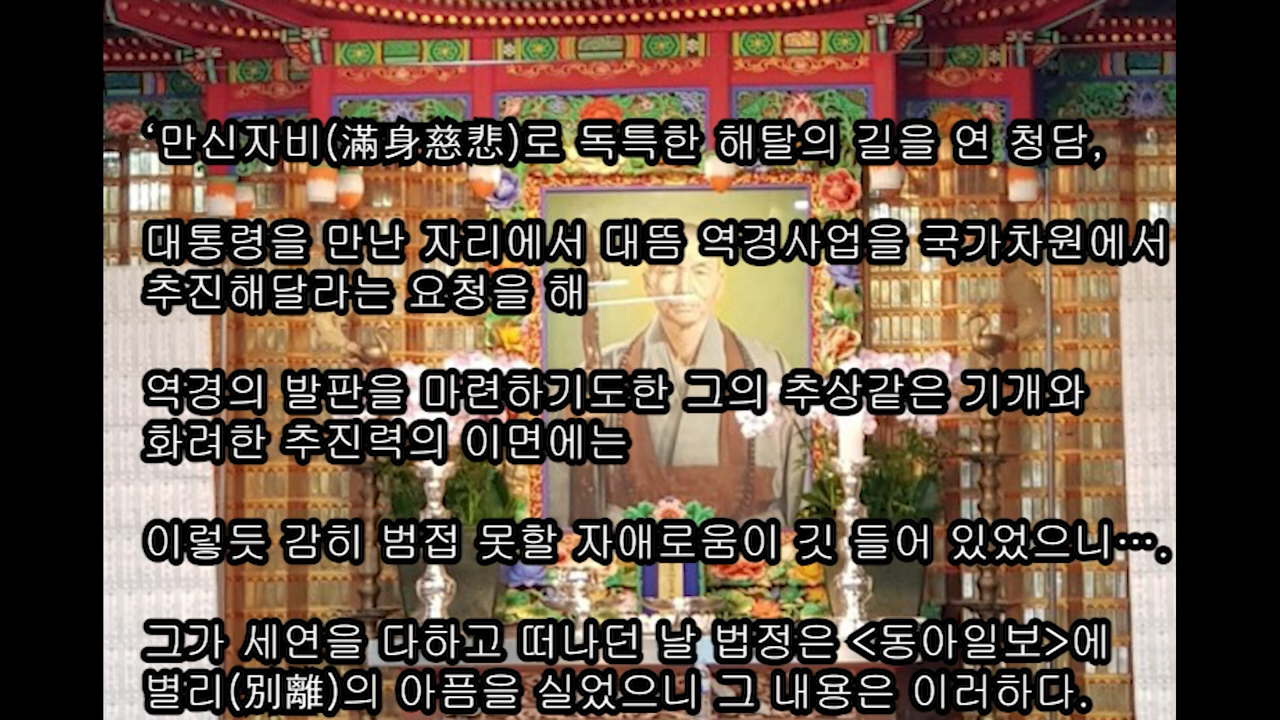 ‘만신자비(滿身慈悲)로 독특한 해탈의 길을 연 청담,
대통령을 만난 자리에서 대뜸 역경사업을 국가차원에서
추진해달라는 요청을 해
역경의 발판을 마련하기도한 그의 추상같은 기개와
화려한 추진력의 이면에는
이렇듯 감히 범접 못할 자애로움이 깃 들어 있었으니….
그가 세연을 다하고 떠나던 날 법정은 <동아일보>에
별리(別離)의 아픔을 실었으니 그 내용은 이러하다.